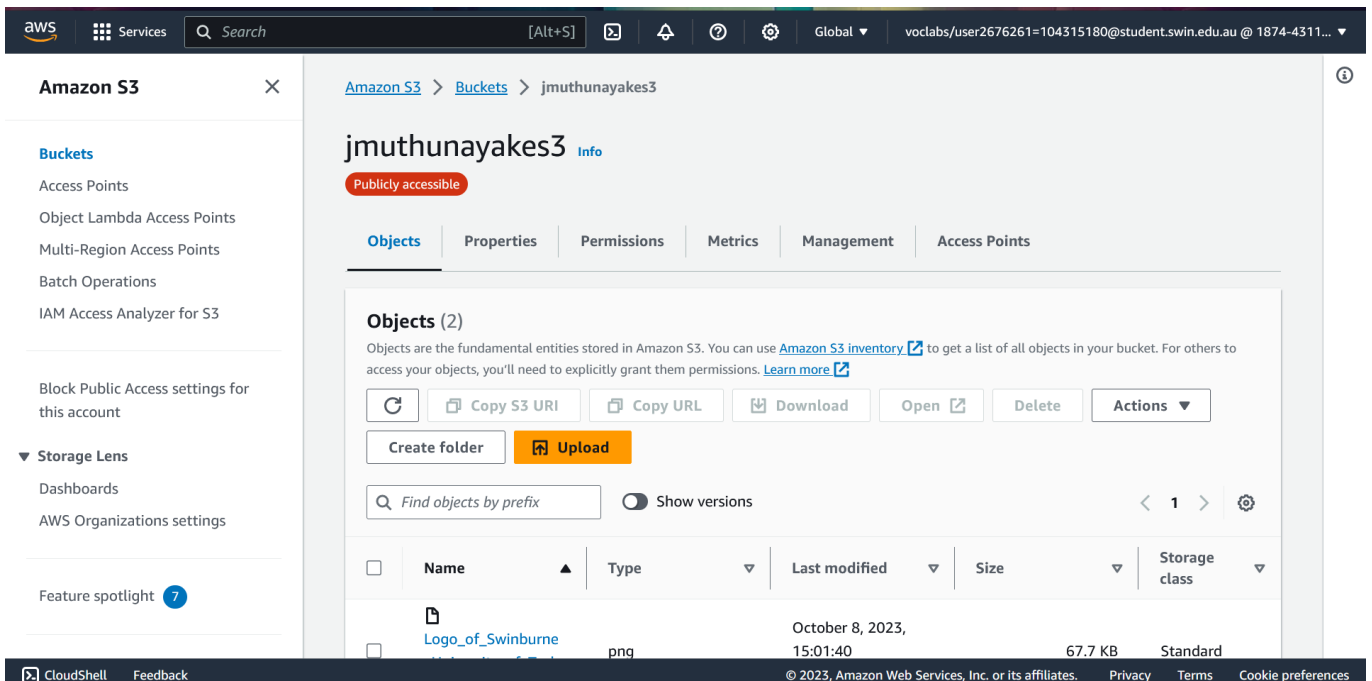 aws
Services
Search [Alt+S]
Global ▼
voclabs/user2676261=104315180@student.swin.edu.au @ 1874-4311... ▼
Amazon S3
Buckets
Access Points
Object Lambda Access Points
Multi-Region Access Points
Batch Operations
IAM Access Analyzer for S3
Block Public Access settings for
this account
▼ Storage Lens
Dashboards
AWS Organizations settings
Feature spotlight 7
Amazon S3 > Buckets > jmuthunayakes3
jmuthunayakes3 Info
Publicly accessible
Objects Properties Permissions Metrics Management Access Points
Objects (2)
Objects are the fundamental entities stored in Amazon S3. You can use Amazon S3 inventory to get a list of all objects in your bucket. For others to
access your objects, you'll need to explicitly grant them permissions. Learn more
Copy S3 URI Copy URL Download Open Delete Actions ▼
Create folder Upload
Find objects by prefix Show versions < 1 >
Name ▲ Type Last modified Size Storage
class
Logo_of_Swinburne
png
October 8, 2023,
15:01:40
67.7 KB
Standard
CloudShell Feedback © 2023, Amazon Web Services, Inc. or its affiliates. Privacy Terms Cookie preferences